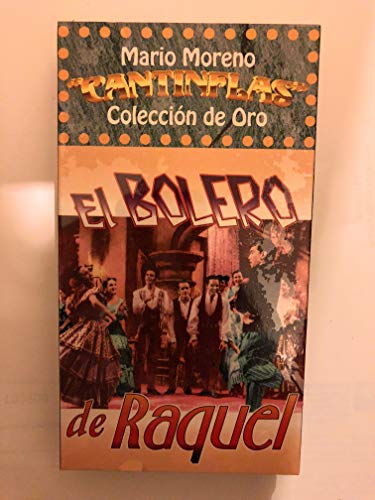 Mario Moreno
"CANTINFLAS"
Colección de Oro
El BOLERO
de Raquel